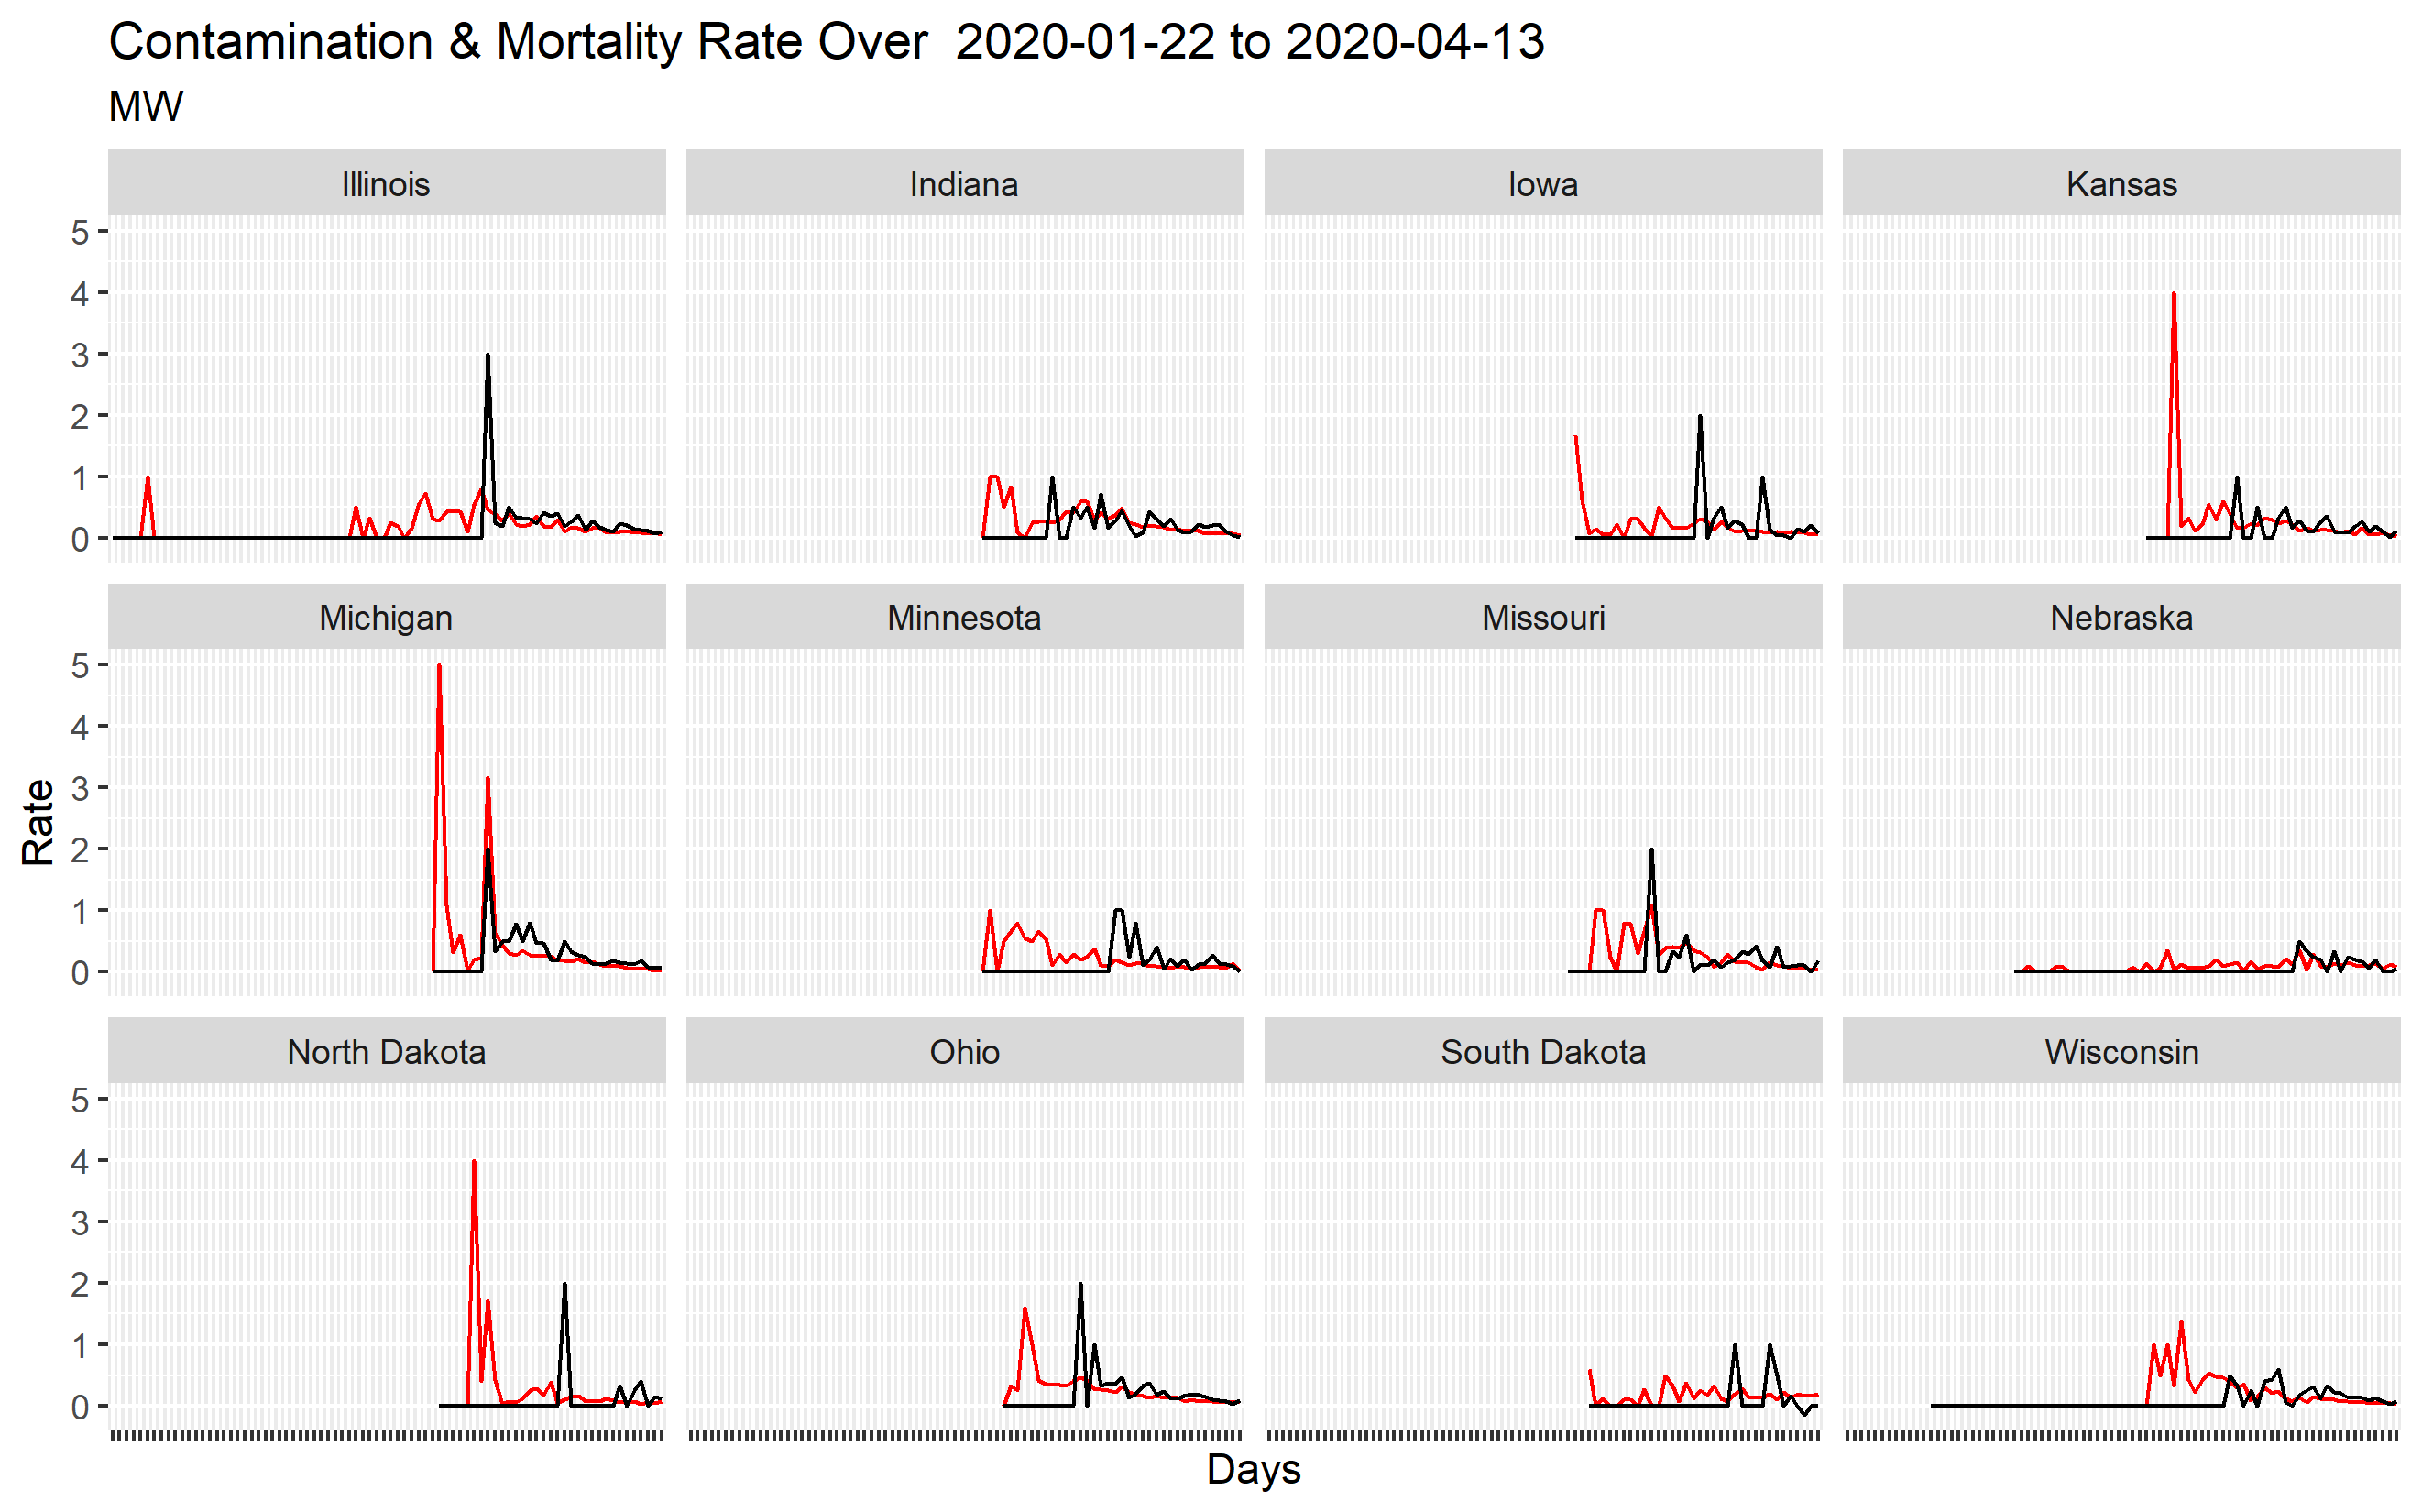 Contamination & Mortality Rate Over  2020-01-22 to 2020-04-13
MW
Illinois
Indiana
Iowa
Kansas
5
4
3
2
1
0
Michigan
Minnesota
Missouri
Nebraska
5
4
3
2
1
0
Rate
North Dakota
Ohio
South Dakota
Wisconsin
5
4
3
2
1
0
Days